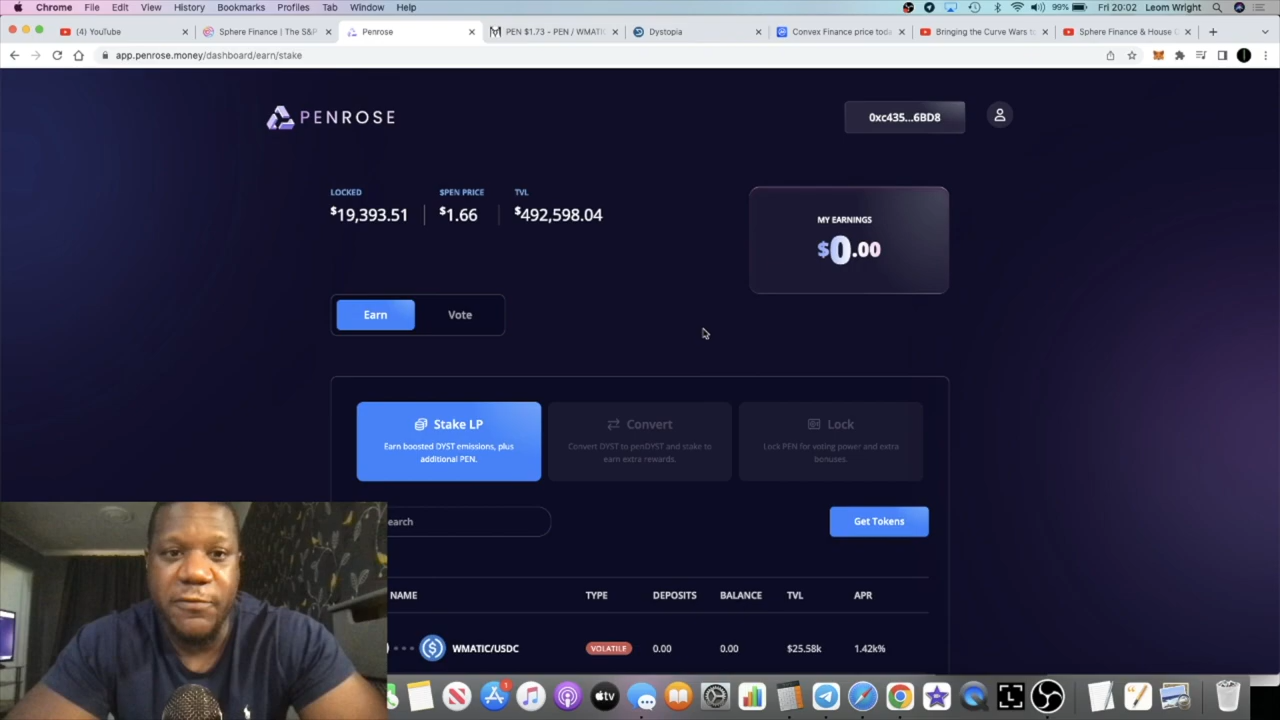 Chrome File Edit View History Bookmarks Profiles Tab Window Help 99% Fri 20:02 Leom Wright
(4) YouTube Sphere Finance | The S&P Penrose PEN $1.73 - PEN / WMATIC Dystopia Convex Finance price toda Bringing the Curve Wars to Sphere Finance & House
app.penrose.money/dashboard/earn/stake
PENROSE
0xc435...6BD8
LOCKED $PEN PRICE TVL
$19,393.51 $1.66 $492,598.04
MY EARNINGS
$0.00
Earn Vote
Stake LP Convert Lock
Earn boosted DYST emissions, plus Convert DYST to penDYST and stake to Lock PEN for voting power and extra
additional PEN. earn extra rewards. bonuses.
earch Get Tokens
NAME TYPE DEPOSITS BALANCE TVL APR
WMATIC/USDC VOLATILE 0.00 0.00 $25.58k 1.42k%
1 tv